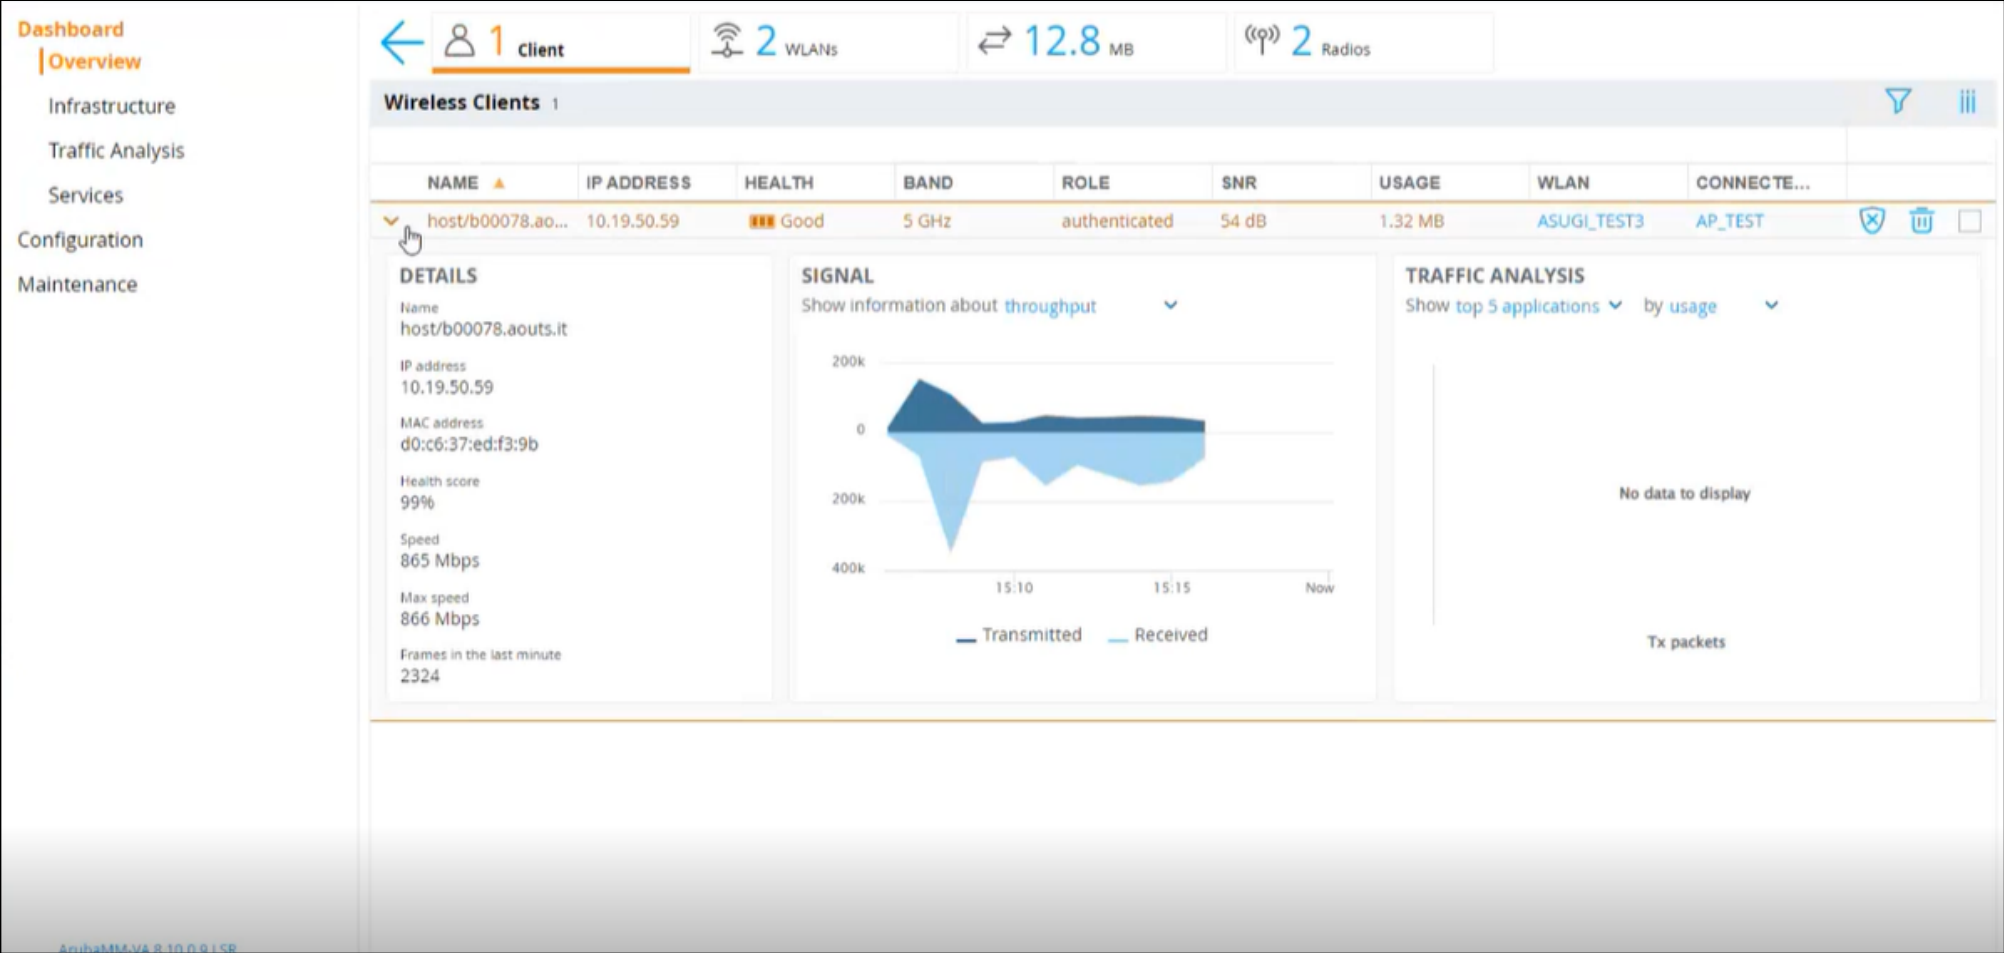 Dashboard
Overview
Infrastructure
Traffic Analysis
Services
Configuration
Maintenance
1 Client
2 WLANs
12.8 MB
2 Radios
Wireless Clients 1
NAME IP ADDRESS HEALTH BAND ROLE SNR USAGE WLAN CONNECTE...
host/b00078.ao... 10.19.50.59 Good 5 GHz authenticated 54 dB 1.32 MB ASUGI_TEST3 AP_TEST
DETAILS
Name
host/b00078.aouts.it
IP address
10.19.50.59
MAC address
d0:c6:37:ed:f3:9b
Health score
99%
Speed
865 Mbps
Max speed
866 Mbps
Frames in the last minute
2324
SIGNAL
Show information about throughput
200k
0
200k
400k
15:10 15:15 Now
Transmitted Received
TRAFFIC ANALYSIS
Show top 5 applications by usage
No data to display
Tx packets
ArubaMM-VA 8.10.0.9 LSR